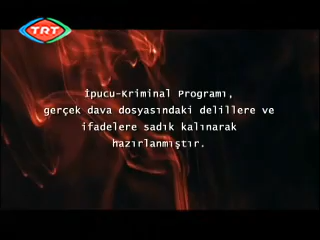 TRT
İpucu-Kriminal Programı,
gerçek dava dosyasındaki delillere ve
ifadelere sadık kalınarak
hazırlanmıştır.